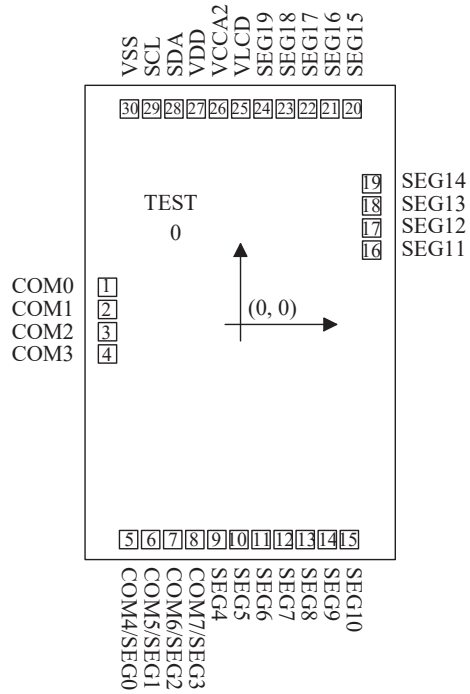 VSS
SCL
SDA
VDD
VCCA2
VLCD
SEG19
SEG18
SEG17
SEG16
SEG15
30 29 28 27 26 25 24 23 22 21 20
19 SEG14
18 SEG13
17 SEG12
16 SEG11
TEST
0
(0, 0)
COM0 1
COM1 2
COM2 3
COM3 4
5 6 7 8 9 10 11 12 13 14 15
COM4/SEG0
COM5/SEG1
COM6/SEG2
COM7/SEG3
SEG4
SEG5
SEG6
SEG7
SEG8
SEG9
SEG10